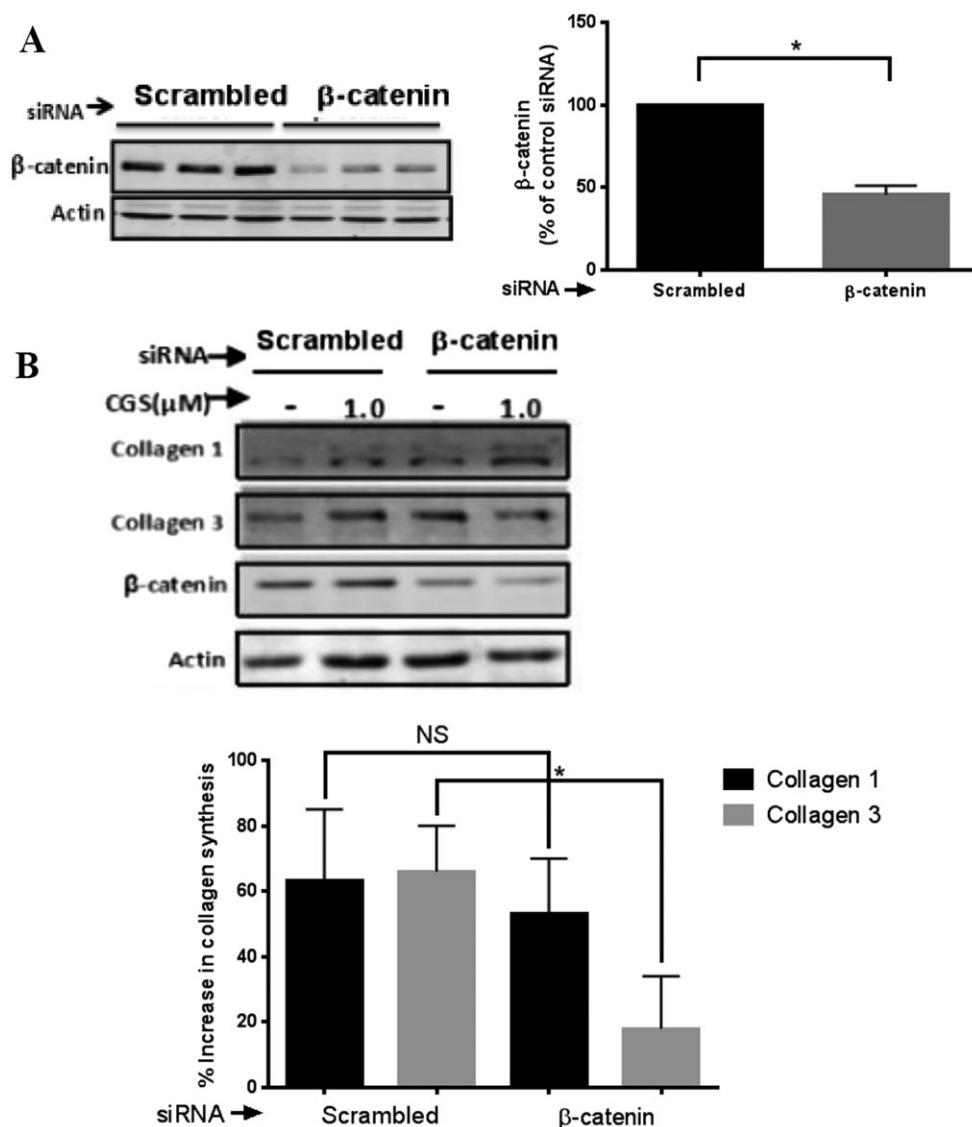 A
siRNA → Scrambled β-catenin
β-catenin
Actin
150
100
50
0
β-catenin
(% of control siRNA)
*
siRNA → Scrambled β-catenin
B
siRNA → Scrambled β-catenin
CGS(μM) → - 1.0 - 1.0
Collagen 1
Collagen 3
β-catenin
Actin
% Increase in collagen synthesis
100
80
60
40
20
0
NS
*
Collagen 1
Collagen 3
siRNA → Scrambled β-catenin